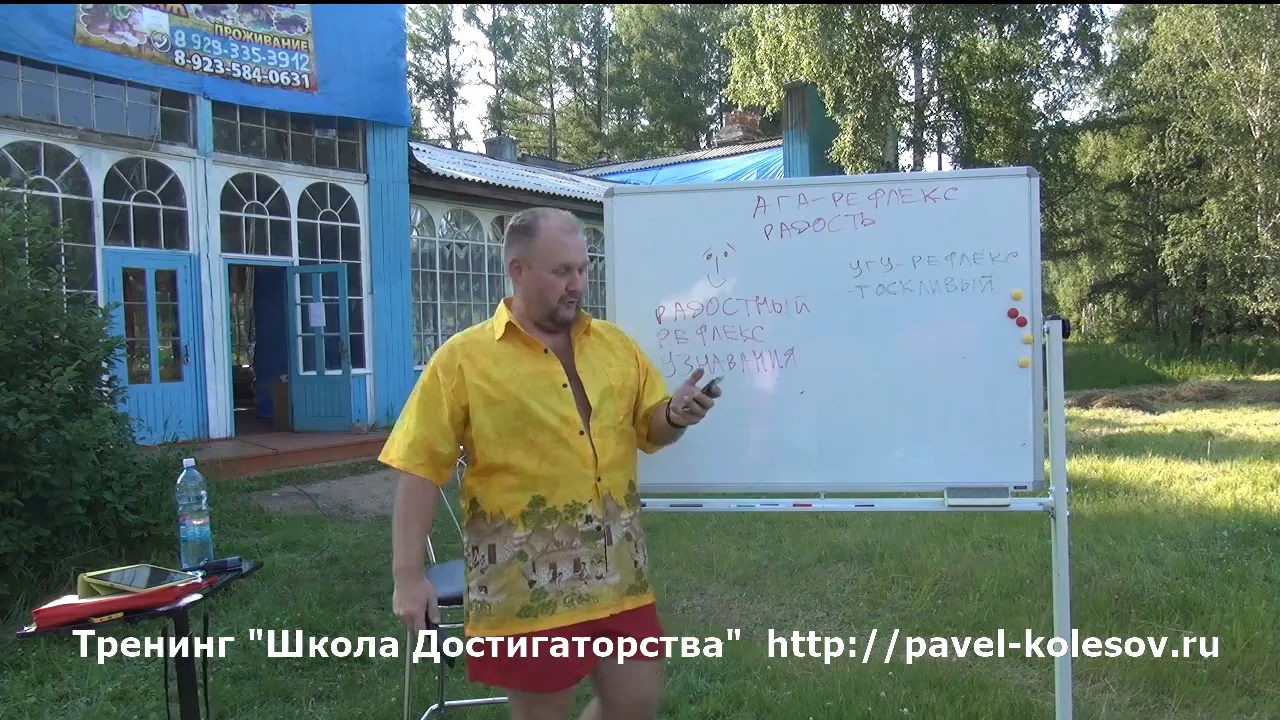 ПРОЖИВАНИЕ
8 929-335-3912
8-923-584-0631
АГА-РЕФЛЕКС
РАДОСТЬ
РАДОСТНЫЙ
РЕФЛЕКС
УЗНАВАНИЯ
УГУ-РЕФЛЕКС
-ТОСКЛИВЫЙ
Тренинг "Школа Достигаторства" http://pavel-kolesov.ru